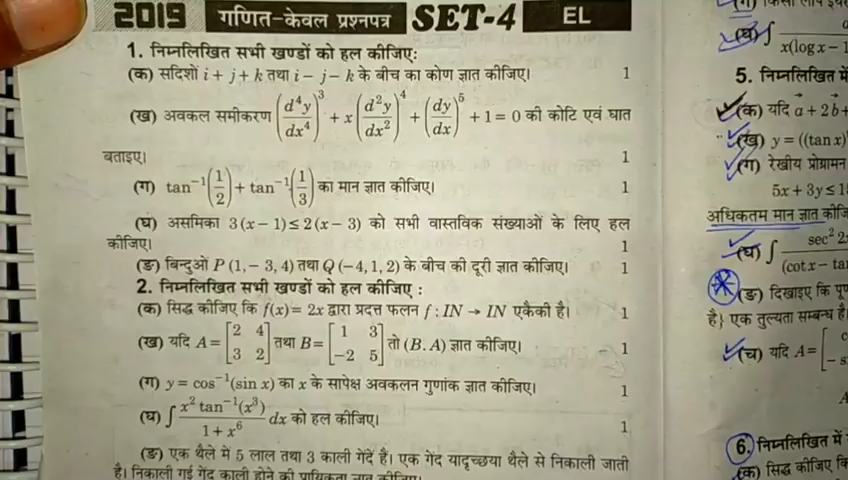 2019 गणित-केवल प्रश्नपत्र SET-4 EL
1. निम्नलिखित सभी खण्डों को हल कीजिए:
(क) सदिशों i + j + k तथा i − j − k के बीच का कोण ज्ञात कीजिए। 1
(ख) अवकल समीकरण (d⁴y/dx⁴)³ + x(d²y/dx²)⁴ + (dy/dx)⁵ + 1 = 0 की कोटि एवं घात
बताइए। 1
(ग) tan⁻¹(1/2) + tan⁻¹(1/3) का मान ज्ञात कीजिए। 1
(घ) असमिका 3(x − 1) ≤ 2(x − 3) को सभी वास्तविक संख्याओं के लिए हल
कीजिए। 1
(ङ) बिन्दुओं P (1, − 3, 4) तथा Q (−4, 1, 2) के बीच की दूरी ज्ञात कीजिए। 1
2. निम्नलिखित सभी खण्डों को हल कीजिए :
(क) सिद्ध कीजिए कि f(x) = 2x द्वारा प्रदत्त फलन f : IN → IN एकैकी है। 1
(ख) यदि A = [2 4; 3 2] तथा B = [1 3; −2 5] तो (B. A) ज्ञात कीजिए। 1
(ग) y = cos⁻¹(sin x) का x के सापेक्ष अवकलन गुणांक ज्ञात कीजिए। 1
(घ) ∫ x² tan⁻¹(x³)/(1 + x⁶) dx को हल कीजिए। 1
(ङ) एक थैले में 5 लाल तथा 3 काली गेंदें हैं। एक गेंद यादृच्छया थैले से निकाली जाती
है। निकाली गई गेंद काली होने की प्रायिकता ज्ञात कीजिए।
(ग) किसी
(घ) ∫
x(log x − 1
5. निम्नलिखित में
(क) यदि a⃗ + 2b⃗ +
(ख) y = ((tan x)
(ग) रेखीय प्रोग्रामन
5x + 3y ≤ 1
अधिकतम मान ज्ञात कीजि
(घ) ∫ sec² 2
(cot x − ta
(ङ) दिखाइए कि पू
है} एक तुल्यता सम्बन्ध है
(च) यदि A = [
A
6. निम्नलिखित में
(क) सिद्ध कीजिए कि